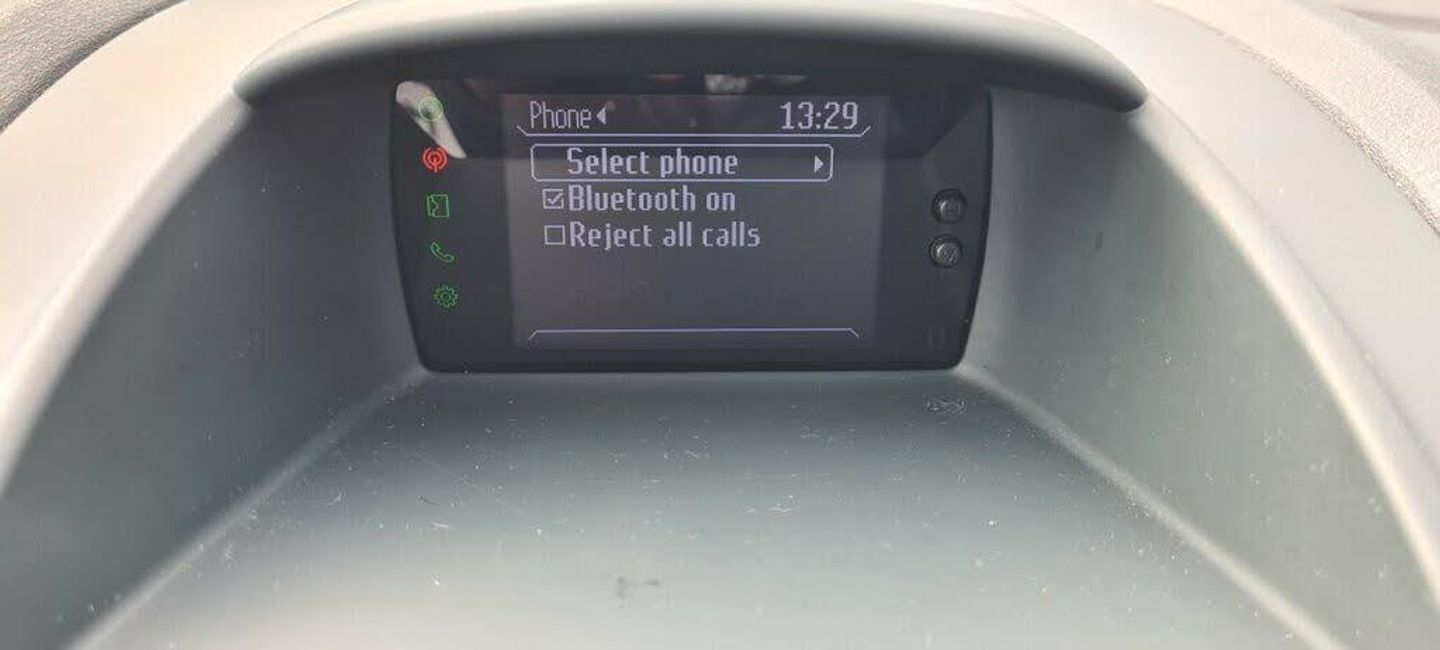 Phone 13:29
Select phone
Bluetooth on
Reject all calls